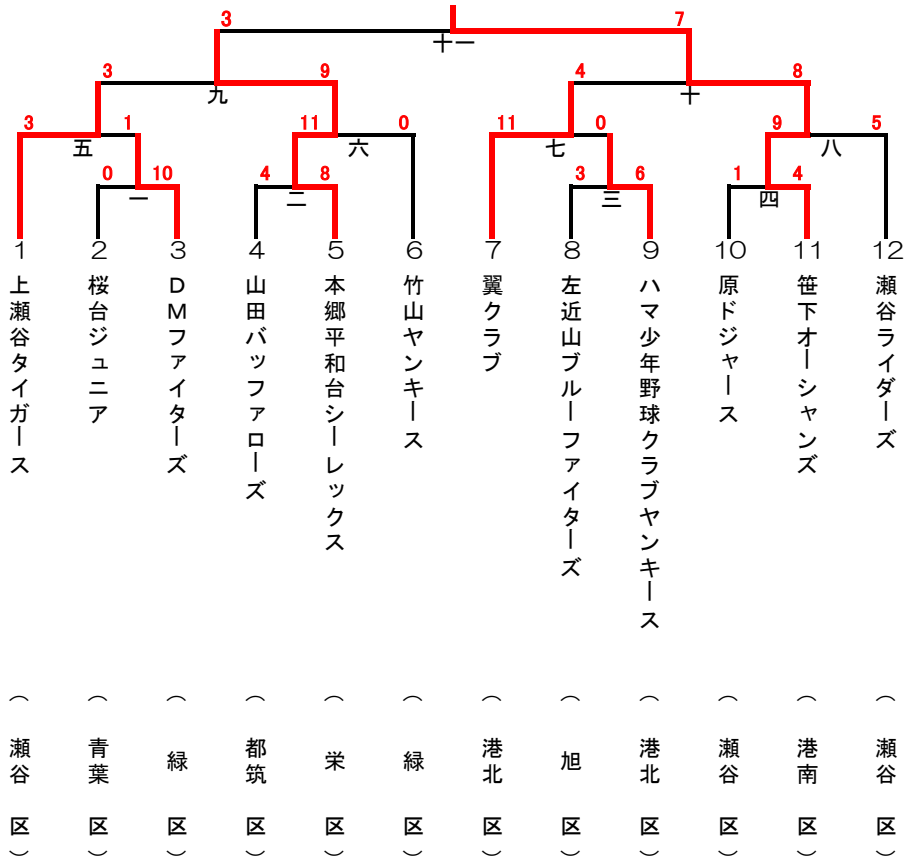 3 7
十一
3 9 4 8
九 十
3 1 11 0 11 0 9 5
五 六 七 八
0 10 4 8 3 6 1 4
一 二 三 四
1 2 3 4 5 6 7 8 9 10 11 12
上瀬谷タイガース
桜台ジュニア
DMファイターズ
山田バッファローズ
本郷平和台シーレックス
竹山ヤンキース
翼クラブ
左近山ブルーファイターズ
ハマ少年野球クラブヤンキース
原ドジャース
笹下オーシャンズ
瀬谷ライダーズ
(瀬谷 区)
(青葉 区)
(緑 区)
(都筑 区)
(栄 区)
(緑 区)
(港北 区)
(旭 区)
(港北 区)
(瀬谷 区)
(港南 区)
(瀬谷 区)